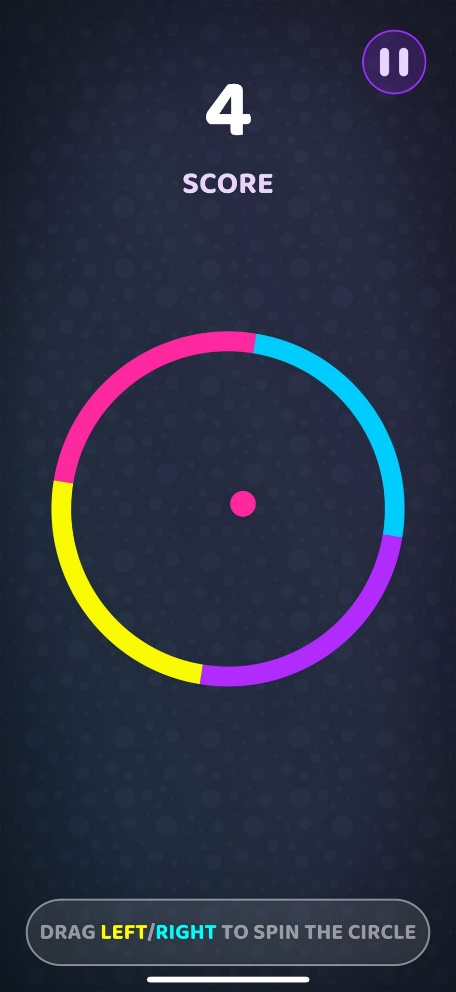 4
SCORE
DRAG LEFT/RIGHT TO SPIN THE CIRCLE